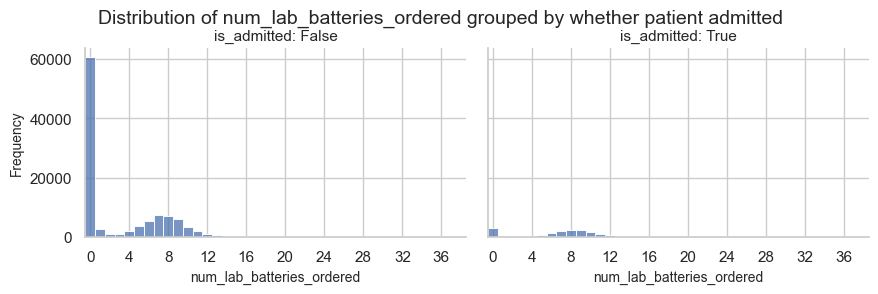 Distribution of num_lab_batteries_ordered grouped by whether patient admitted
is_admitted: False
is_admitted: True
Frequency
60000
40000
20000
0
0 4 8 12 16 20 24 28 32 36
0 4 8 12 16 20 24 28 32 36
num_lab_batteries_ordered
num_lab_batteries_ordered